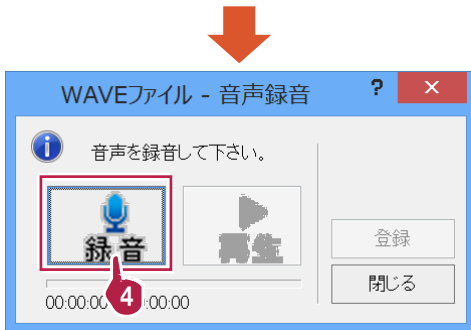 WAVEファイル - 音声録音
?
×
音声を録音して下さい。
録音
再生
登録
閉じる
00:00:00
4
:00:00